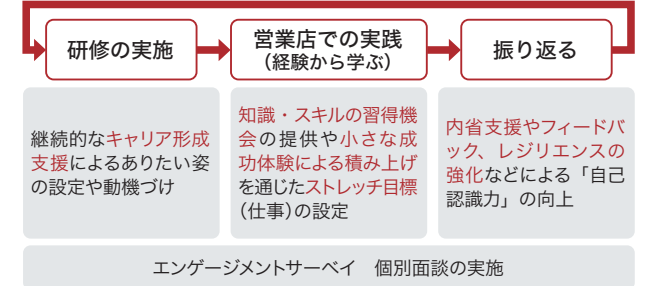 研修の実施
営業店での実践
（経験から学ぶ）
振り返る
継続的なキャリア形成
支援によるありたい姿
の設定や動機づけ
知識・スキルの習得機
会の提供や小さな成
功体験による積み上げ
を通じたストレッチ目標
（仕事）の設定
内省支援やフィードバ
ック、レジリエンスの
強化などによる「自己
認識力」の向上
エンゲージメントサーベイ　個別面談の実施